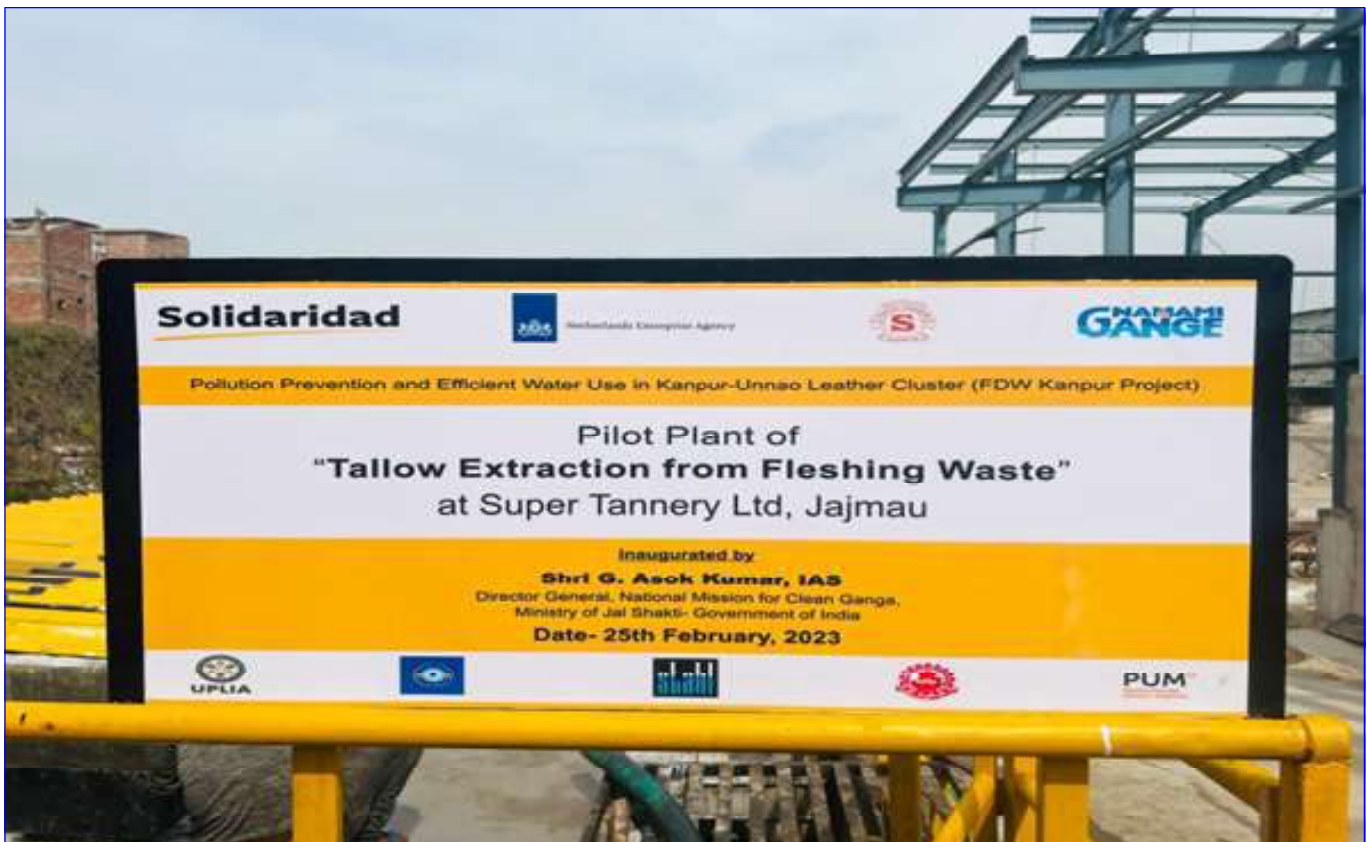 Solidaridad
Netherlands Enterprise Agency
S
NAMAMI
GANGE
Pollution Prevention and Efficient Water Use in Kanpur-Unnao Leather Cluster (FDW Kanpur Project)
Pilot Plant of
“Tallow Extraction from Fleshing Waste”
at Super Tannery Ltd, Jajmau
Inaugurated by
Shri G. Asok Kumar, IAS
Director General, National Mission for Clean Ganga,
Ministry of Jal Shakti- Government of India
Date- 25th February, 2023
UPLIA
stahl
PUM